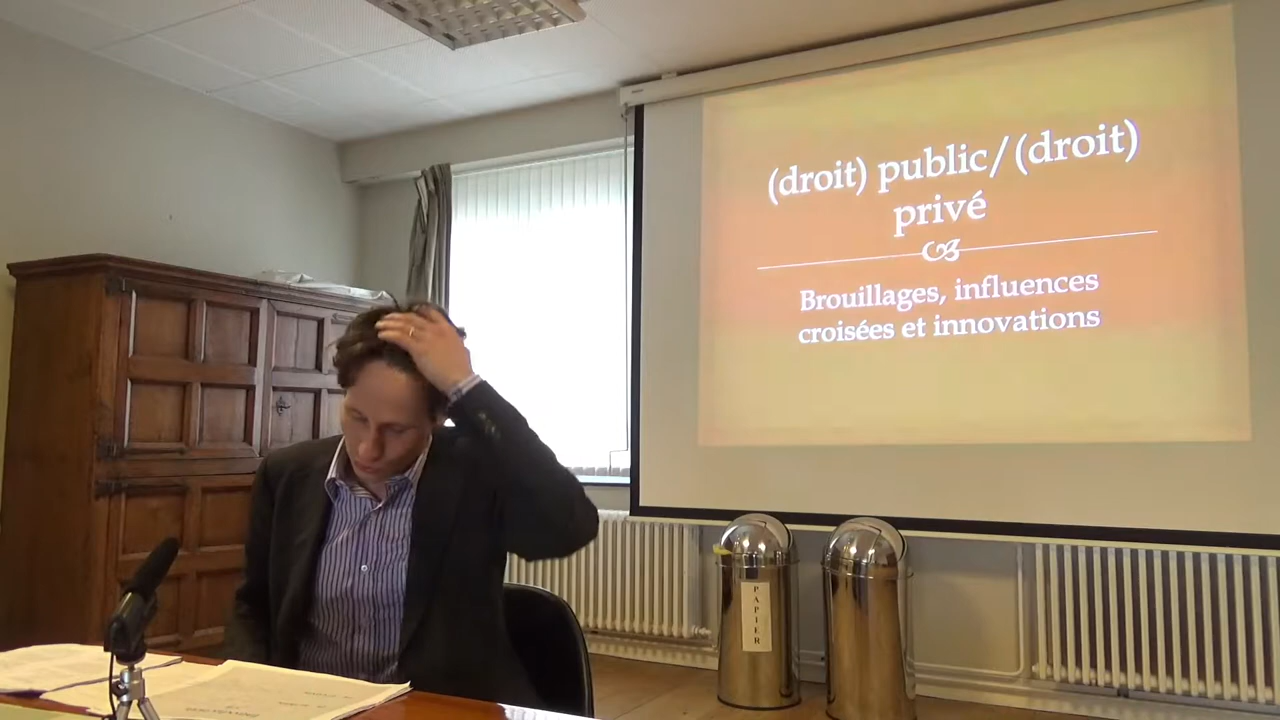 (droit) public/(droit)
privé
Brouillages, influences
croisées et innovations
PAPIER